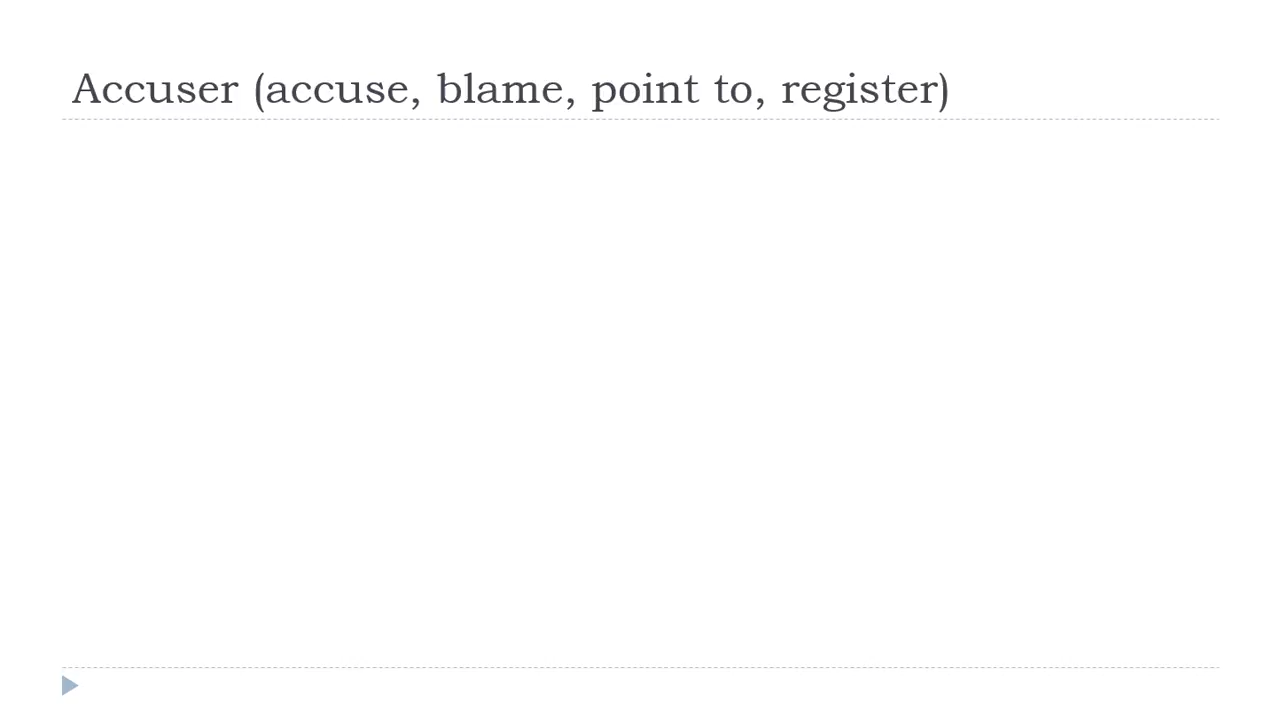 Accuser (accuse, blame, point to, register)